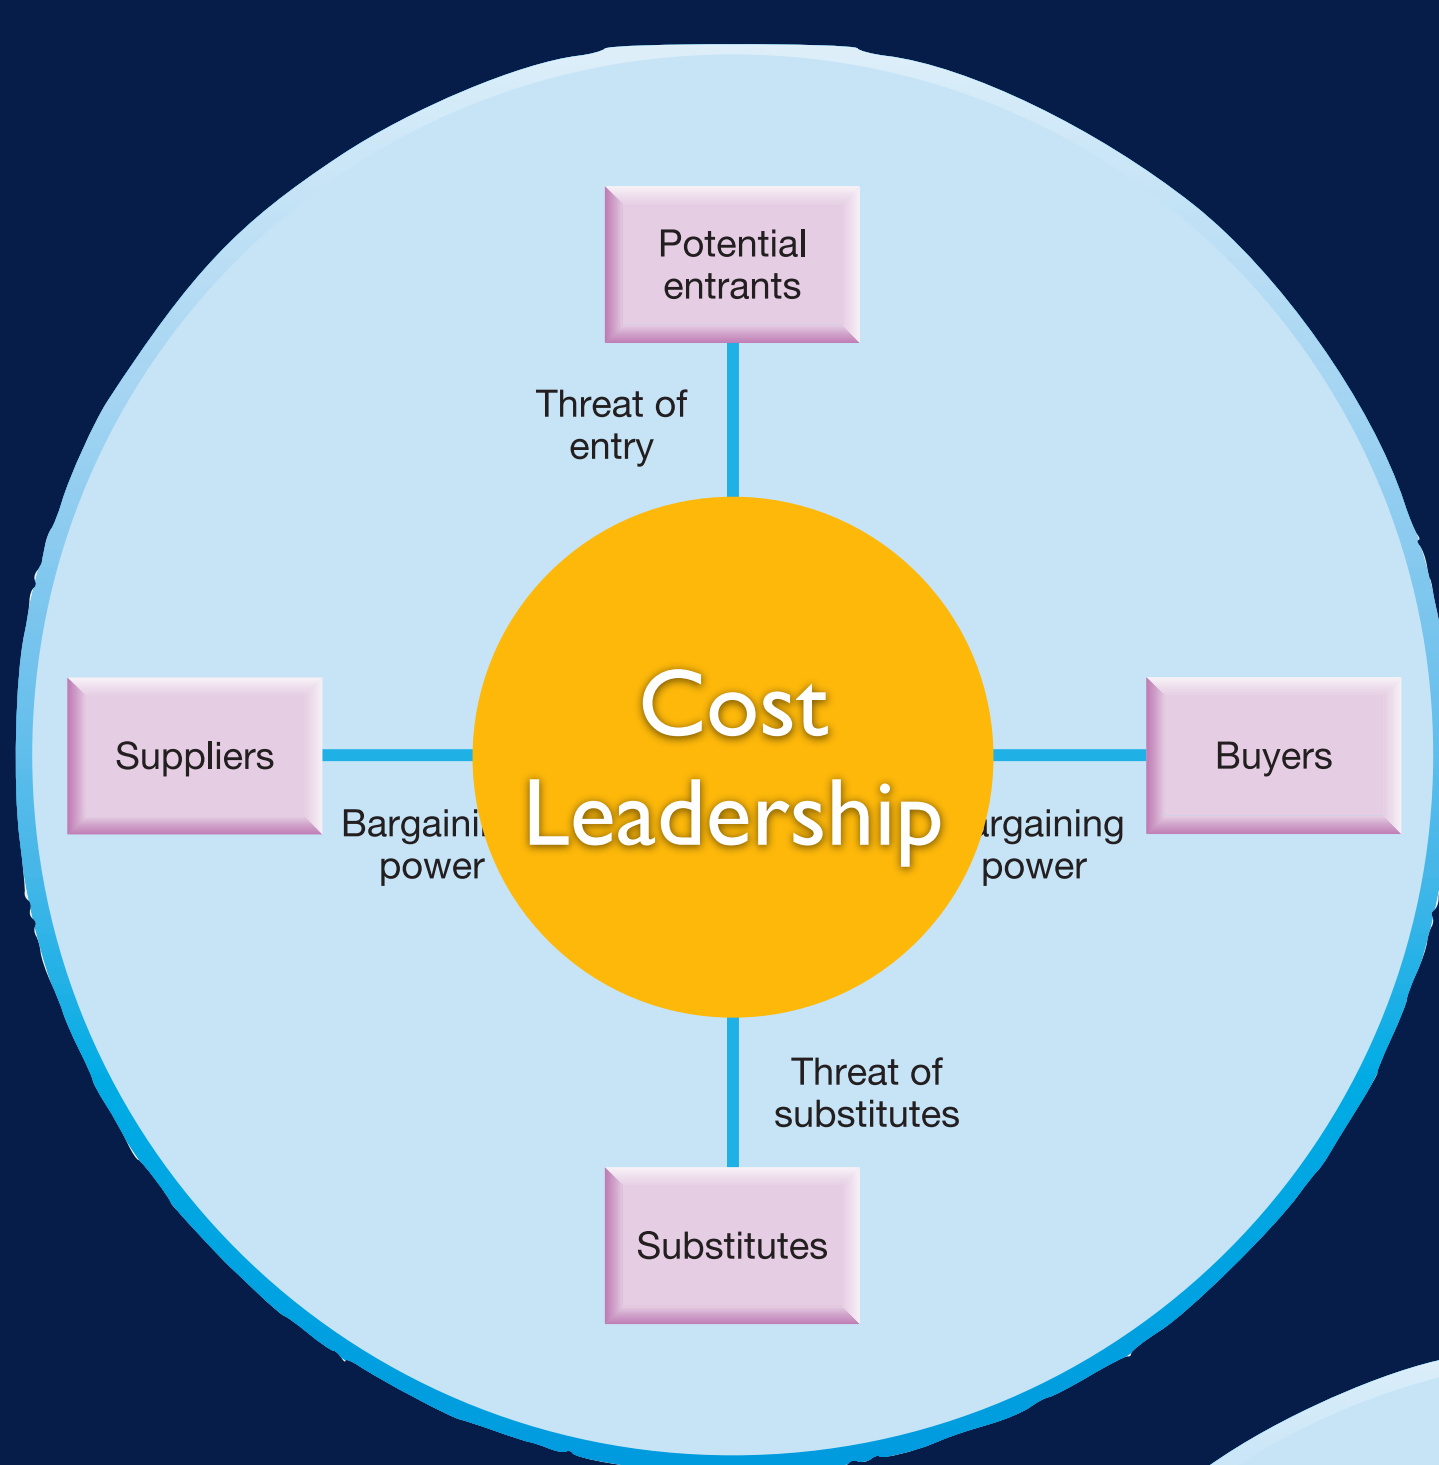 Potential
entrants
Threat of
entry
Cost
Leadership
Suppliers
Buyers
power
power
Threat of
substitutes
Substitutes